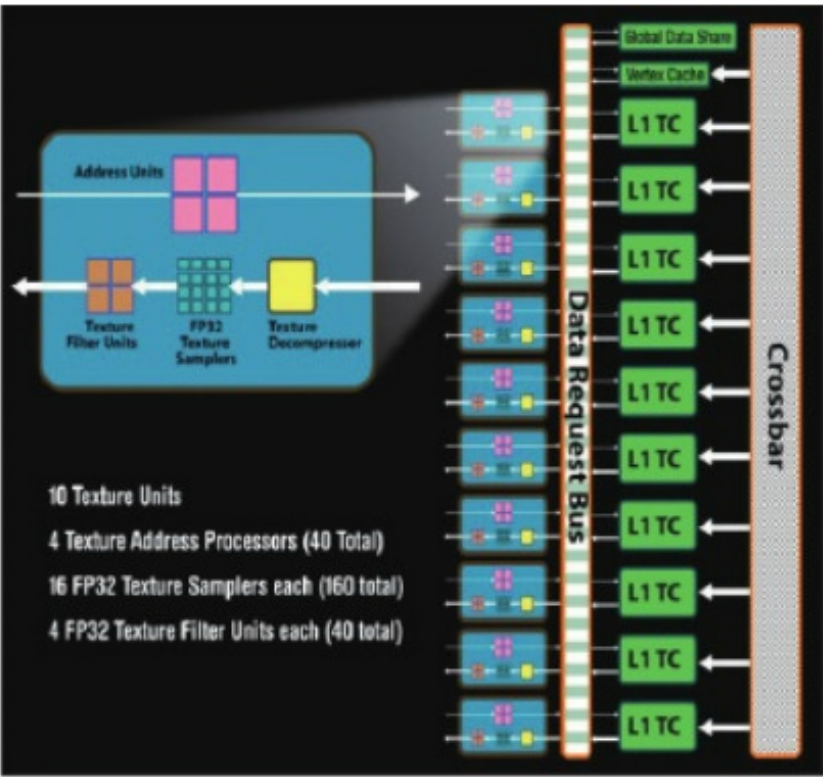 Address Units
Texture
Filter Units
FP32
Texture
Samplers
Texture
Decompresser
10 Texture Units
4 Texture Address Processors (40 Total)
16 FP32 Texture Samplers each (160 total)
4 FP32 Texture Filter Units each (40 total)
Data Request Bus
Global Data Share
Vertex Cache
L1 TC
L1 TC
L1 TC
L1 TC
L1 TC
L1 TC
L1 TC
L1 TC
L1 TC
L1 TC
Crossbar